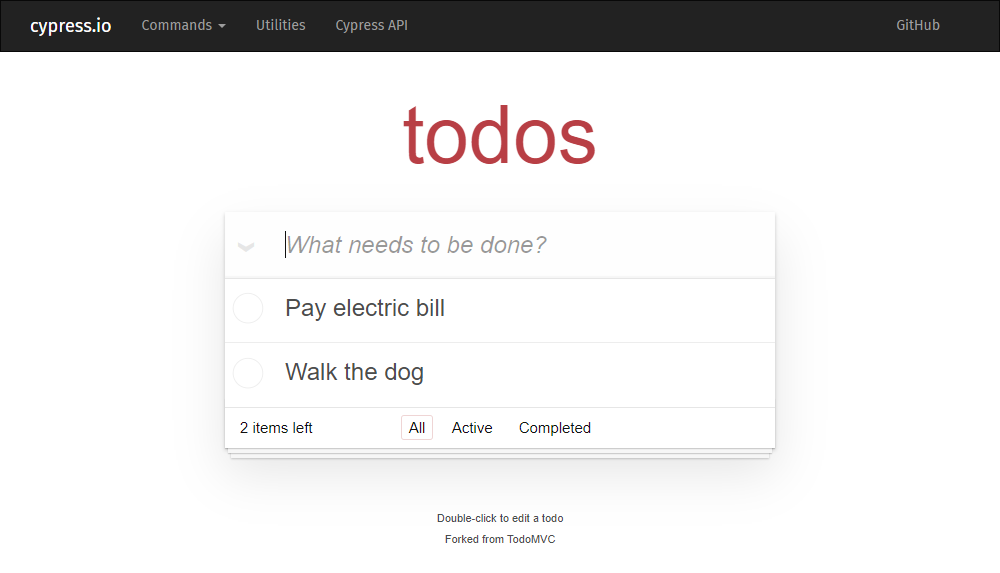 cypress.io Commands Utilities Cypress API GitHub
todos
What needs to be done?
Pay electric bill
Walk the dog
2 items left All Active Completed
Double-click to edit a todo
Forked from TodoMVC